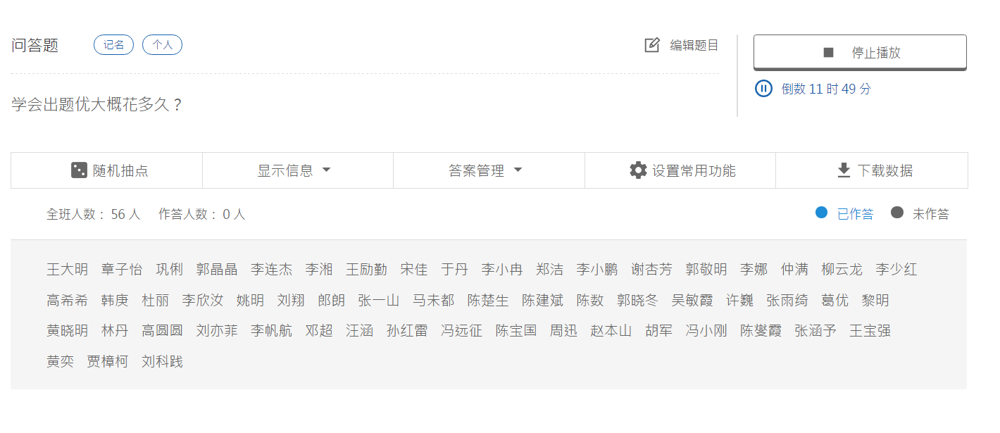 问答题 记名 个人 编辑题目 停止播放
倒数 11 时 49 分
学会出题优大概花多久？
随机抽点 显示信息 答案管理 设置常用功能 下载数据
全班人数： 56 人 作答人数： 0 人 已作答 未作答
王大明 章子怡 巩俐 郭晶晶 李连杰 李湘 王励勤 宋佳 于丹 李小冉 郑洁 李小鹏 谢杏芳 郭敬明 李娜 仲满 柳云龙 李少红
高希希 韩庚 杜丽 李欣汝 姚明 刘翔 郎朗 张一山 马未都 陈楚生 陈建斌 陈数 郭晓冬 吴敏霞 许巍 张雨绮 葛优 黎明
黄晓明 林丹 高圆圆 刘亦菲 李帆航 邓超 汪涵 孙红雷 冯远征 陈宝国 周迅 赵本山 胡军 冯小刚 陈燮霞 张涵予 王宝强
黄奕 贾樟柯 刘科践